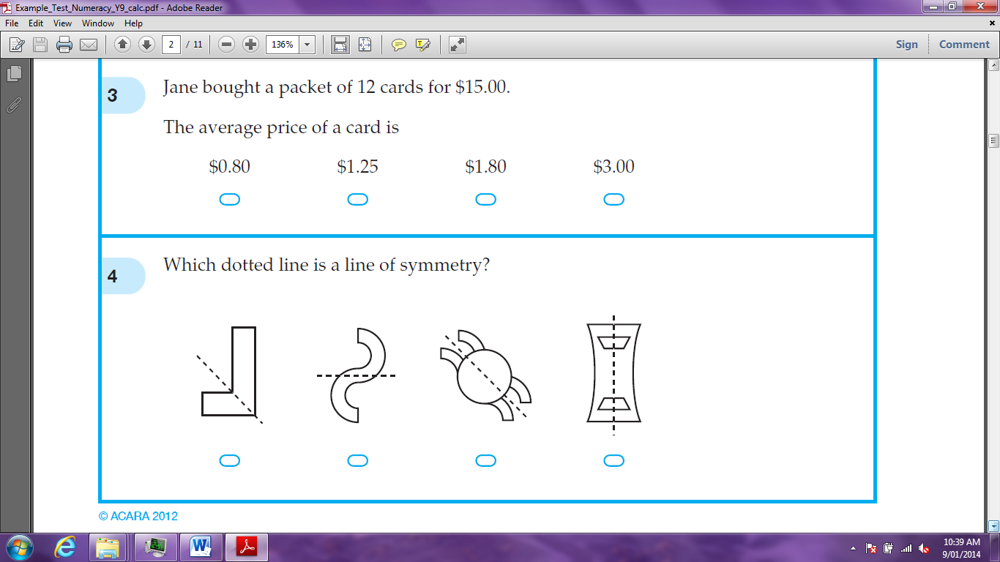 Example_Test_Numeracy_Y9_calc.pdf - Adobe Reader
File Edit View Window Help
2 / 11 136% Sign Comment
3 Jane bought a packet of 12 cards for $15.00.
The average price of a card is
$0.80 $1.25 $1.80 $3.00
4 Which dotted line is a line of symmetry?
© ACARA 2012
10:39 AM
9/01/2014